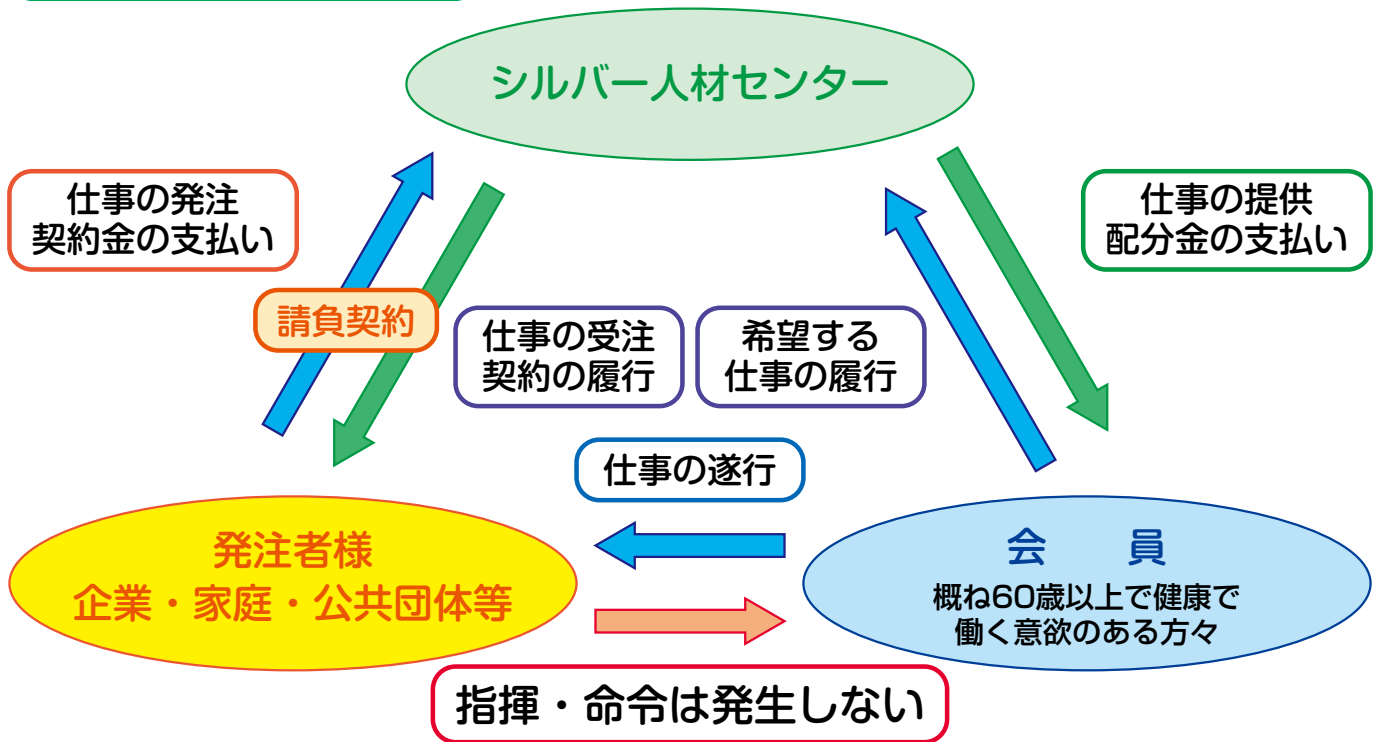 シルバー人材センター
仕事の発注
契約金の支払い
仕事の提供
配分金の支払い
請負契約
仕事の受注
契約の履行
希望する
仕事の履行
仕事の遂行
発注者様
企業・家庭・公共団体等
会　　員
概ね60歳以上で健康で
働く意欲のある方々
指揮・命令は発生しない